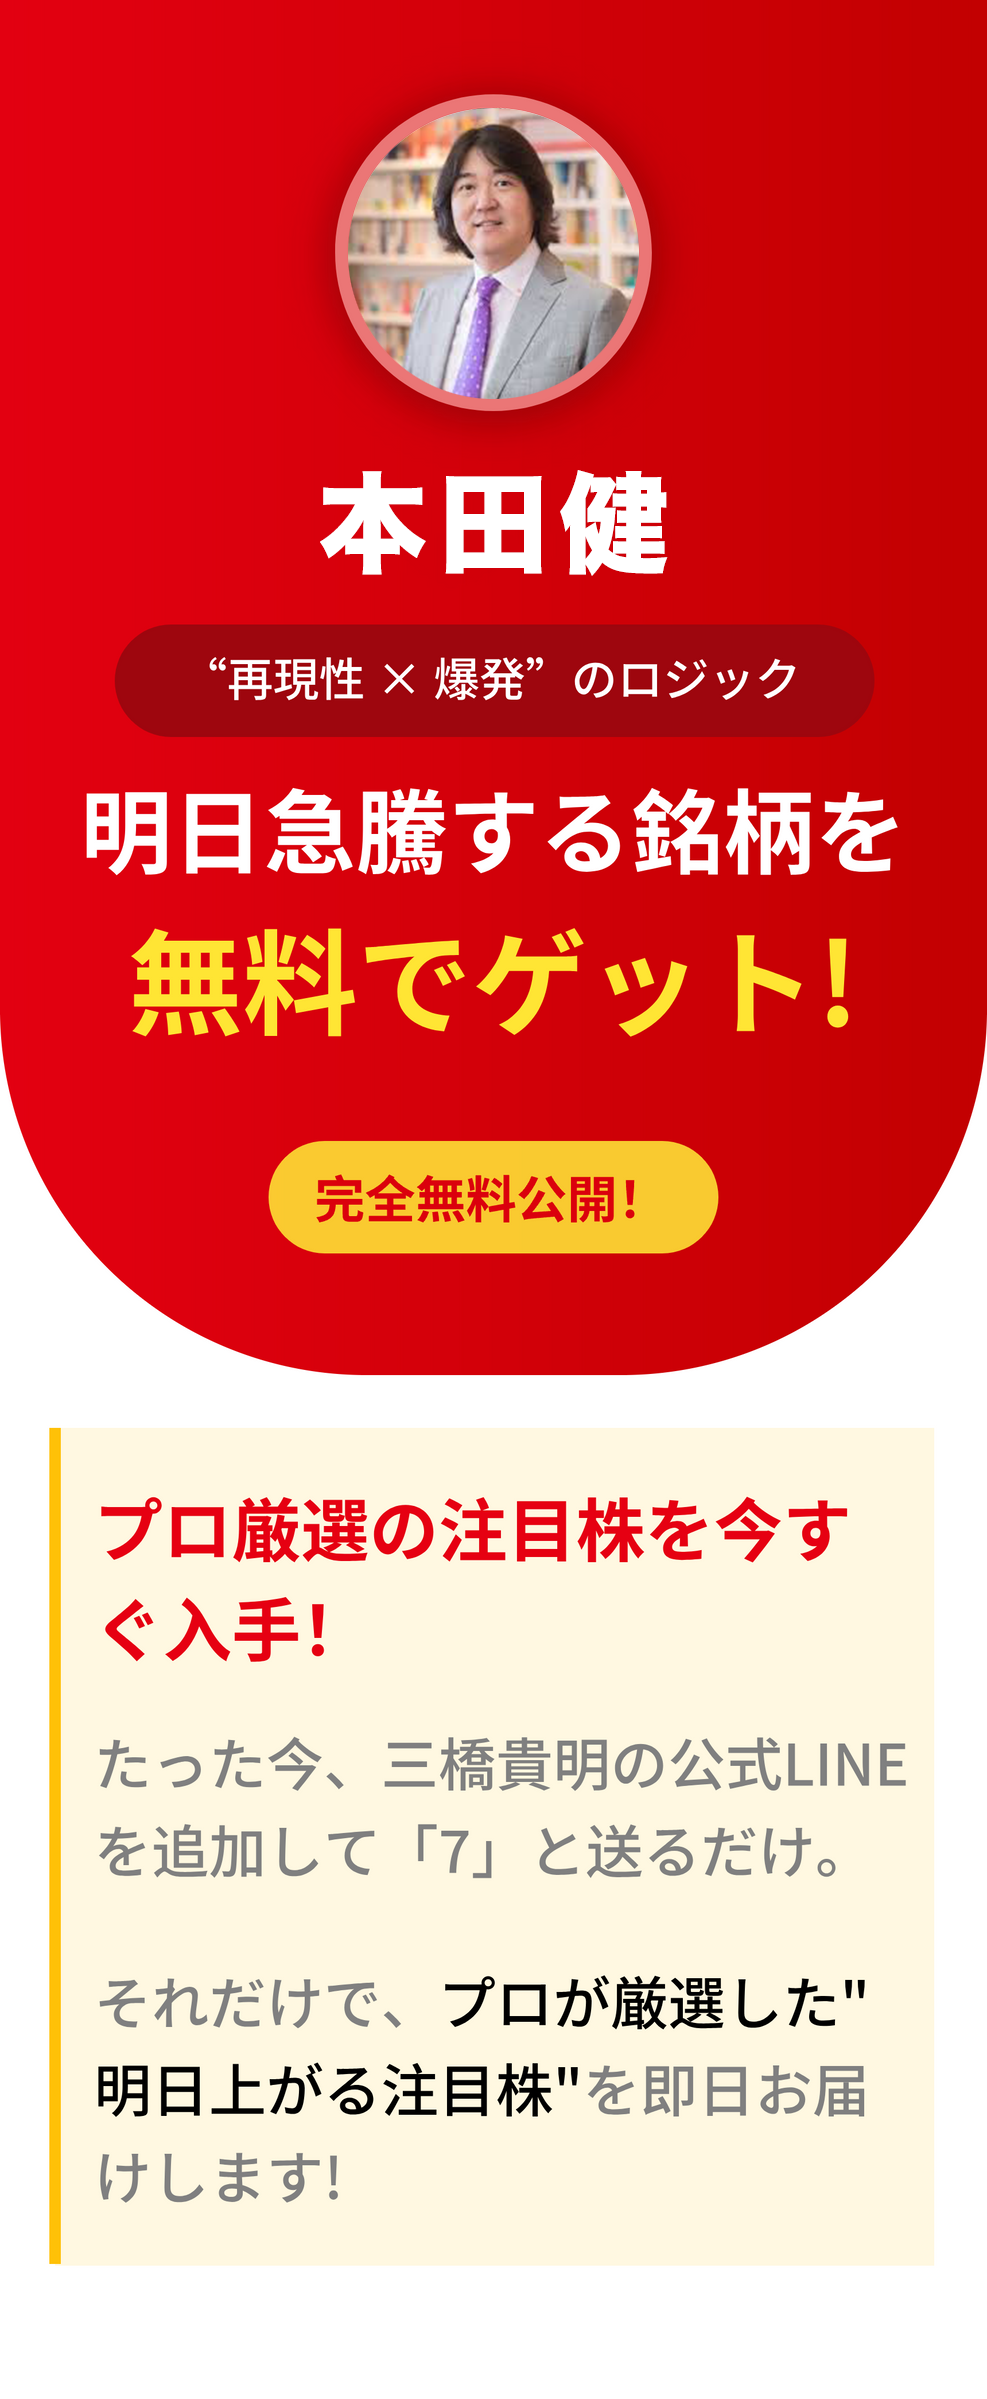 本田健
“再現性 × 爆発”のロジック
明日急騰する銘柄を
無料でゲット!
完全無料公開!
プロ厳選の注目株を今す
ぐ入手!
たった今、三橋貴明の公式LINE
を追加して「7」と送るだけ。
それだけで、プロが厳選した"
明日上がる注目株"を即日お届
けします!